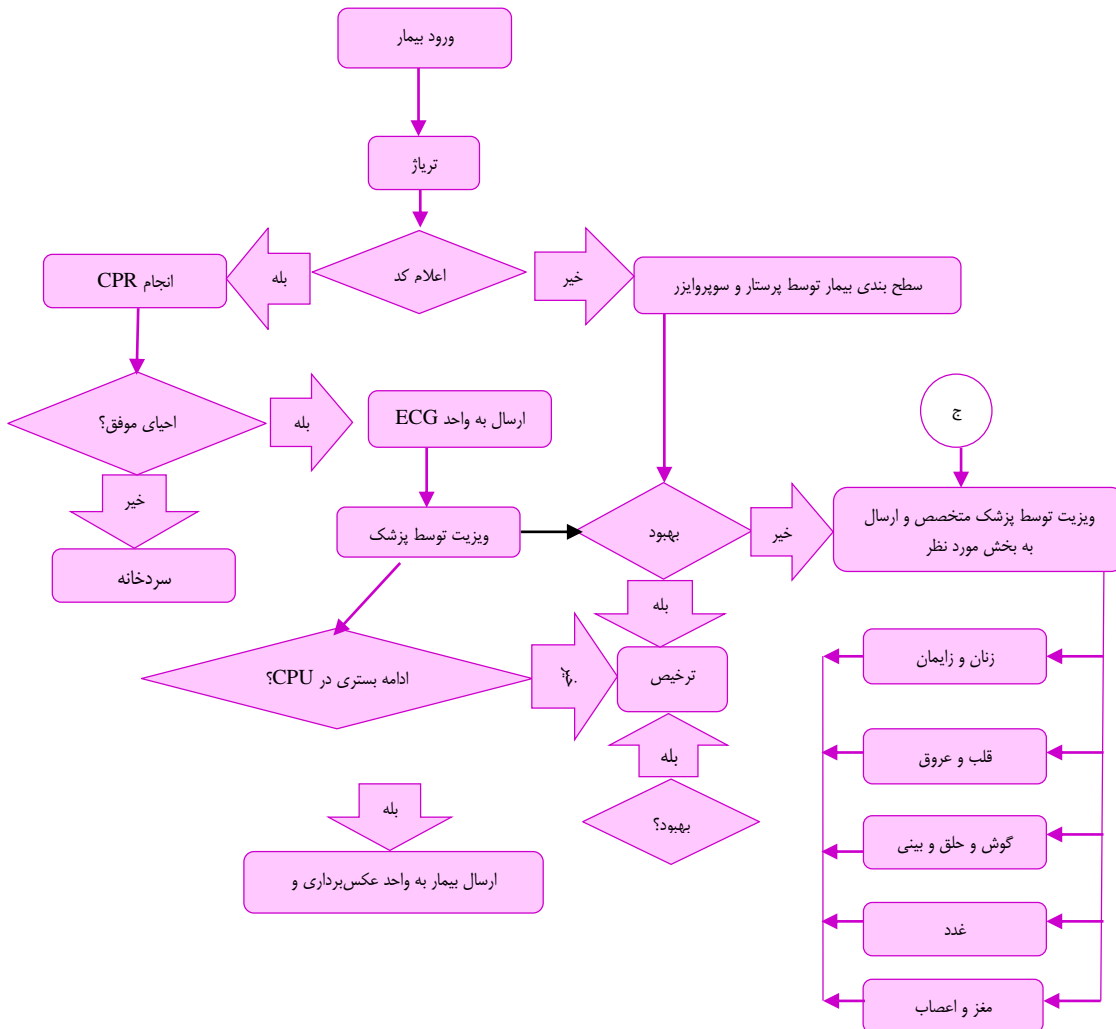 ورود بیمار
تریاژ
اعلام کد
بله
خیر
انجام CPR
سطح بندی بیمار توسط پرستار و سوپروایزر
احیای موفق؟
بله
خیر
ارسال به واحد ECG
ج
سردخانه
ویزیت توسط پزشک
بهبود
خیر
ویزیت توسط پزشک متخصص و ارسال
به بخش مورد نظر
بله
ادامه بستری در CPU؟
خیر
ترخیص
بله
بهبود؟
بله
ارسال بیمار به واحد عکس‌برداری و
زنان و زایمان
قلب و عروق
گوش و حلق و بینی
غدد
مغز و اعصاب